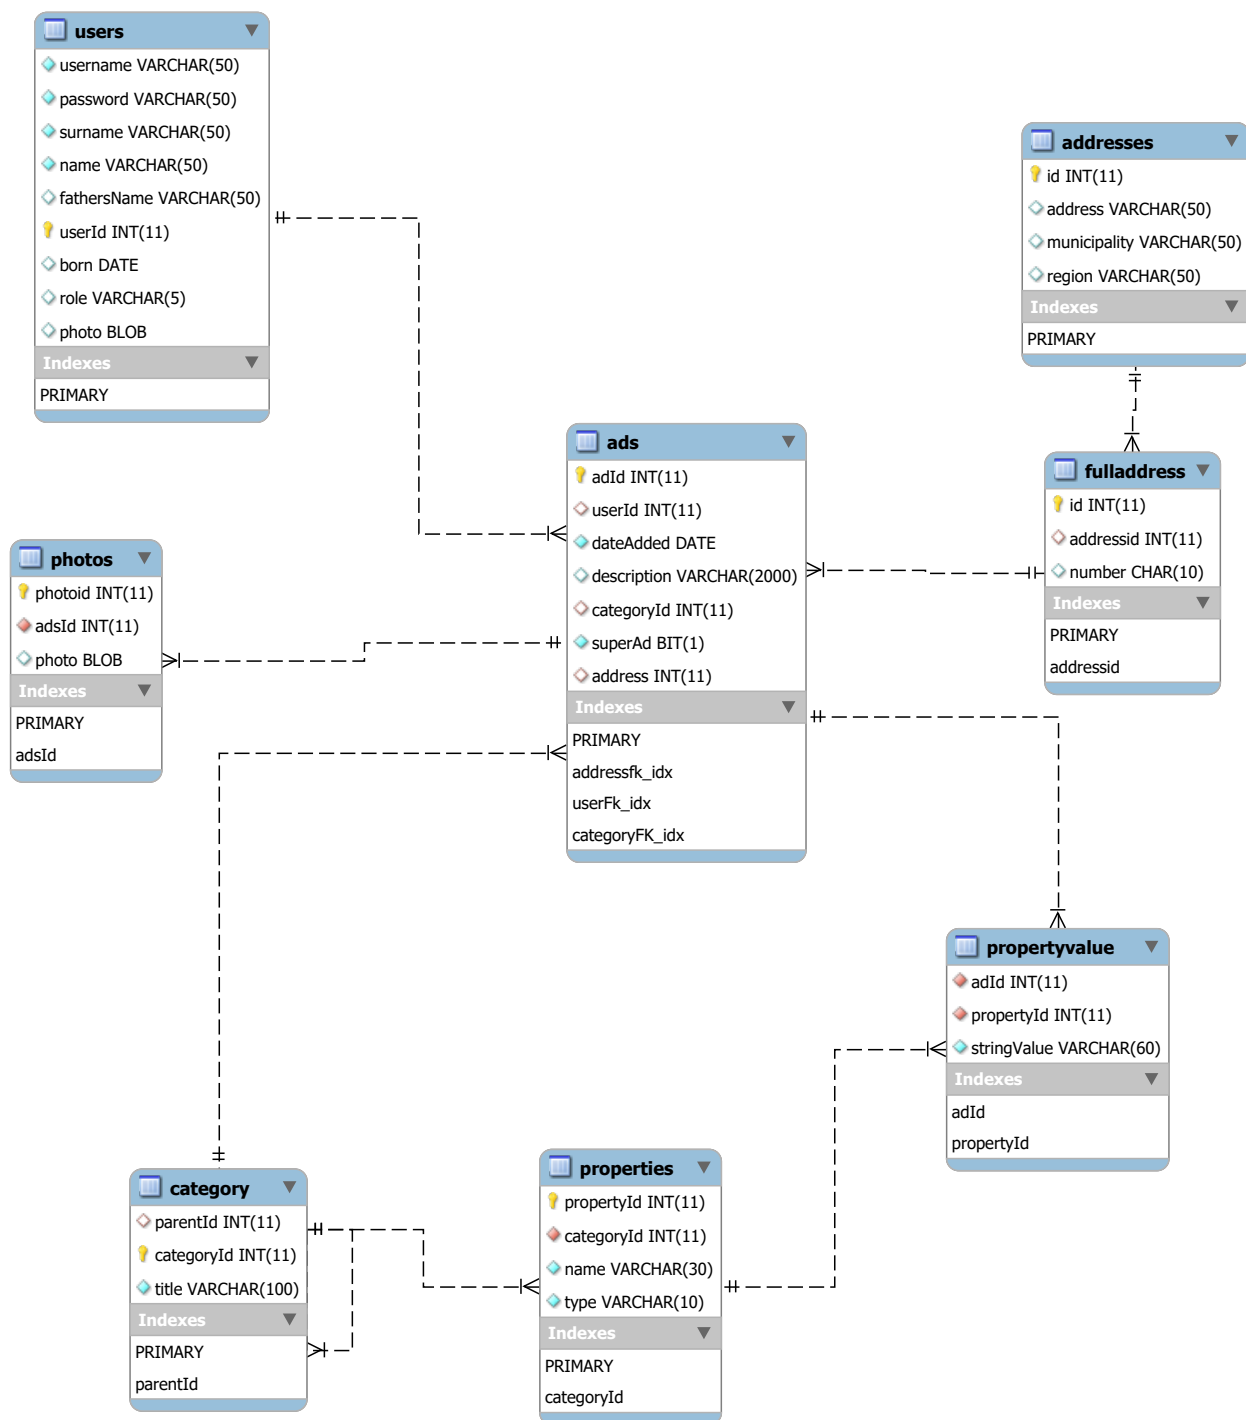 users
username VARCHAR(50)
password VARCHAR(50)
surname VARCHAR(50)
name VARCHAR(50)
fathersName VARCHAR(50)
userId INT(11)
born DATE
role VARCHAR(5)
photo BLOB
Indexes
PRIMARY
addresses
id INT(11)
address VARCHAR(50)
municipality VARCHAR(50)
region VARCHAR(50)
Indexes
PRIMARY
ads
adId INT(11)
userId INT(11)
dateAdded DATE
description VARCHAR(2000)
categoryId INT(11)
superAd BIT(1)
address INT(11)
Indexes
PRIMARY
addressfk_idx
userFk_idx
categoryFK_idx
fulladdress
id INT(11)
addressid INT(11)
number CHAR(10)
Indexes
PRIMARY
addressid
photos
photoid INT(11)
adsId INT(11)
photo BLOB
Indexes
PRIMARY
adsId
propertyvalue
adId INT(11)
propertyId INT(11)
stringValue VARCHAR(60)
Indexes
adId
propertyId
category
parentId INT(11)
categoryId INT(11)
title VARCHAR(100)
Indexes
PRIMARY
parentId
properties
propertyId INT(11)
categoryId INT(11)
name VARCHAR(30)
type VARCHAR(10)
Indexes
PRIMARY
categoryId